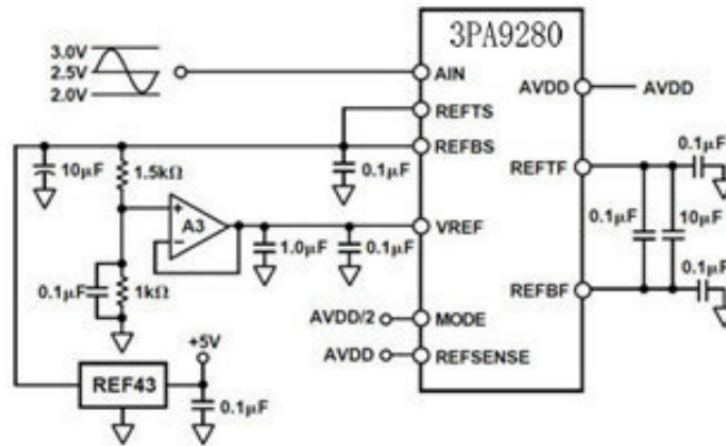 3PA9280
3.0V
2.5V
2.0V
AIN
AVDD
AVDD
REFTS
REFBS
10µF
1.5kΩ
0.1µF
REFTF
0.1µF
A3
+
−
VREF
1.0µF
0.1µF
0.1µF
10µF
0.1µF
1kΩ
0.1µF
REFBF
AVDD/2
MODE
+5V
AVDD
REFSENSE
REF43
0.1µF